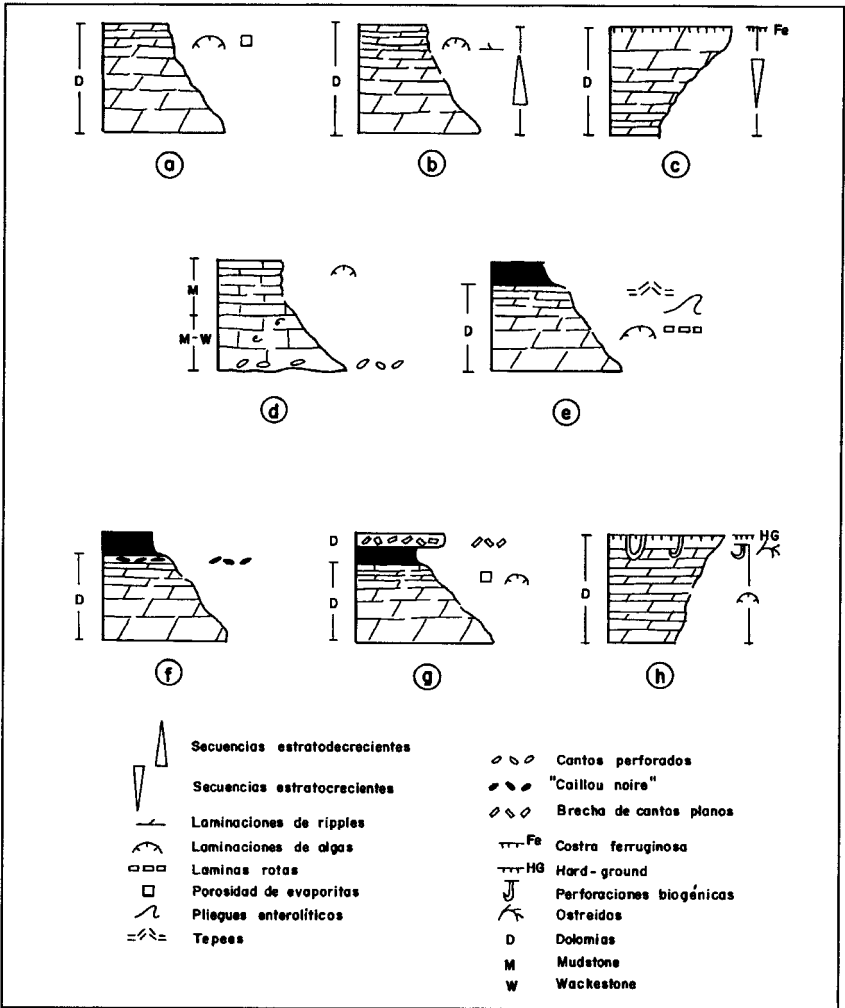 D
D
D
Fe
a
b
c
M
M-W
D
d
e
D
D
D
D
HG
f
g
h
Secuencias estratodecrecientes
Secuencias estratocrecientes
Laminaciones de ripples
Laminaciones de algas
Laminas rotas
Porosidad de evaporitas
Pliegues enterolíticos
Tepees
Cantos perforados
"Caillou noire"
Brecha de cantos planos
Fe Costra ferruginosa
HG Hard-ground
Perforaciones biogénicas
Ostreidos
D Dolomias
M Mudstone
W Wackestone